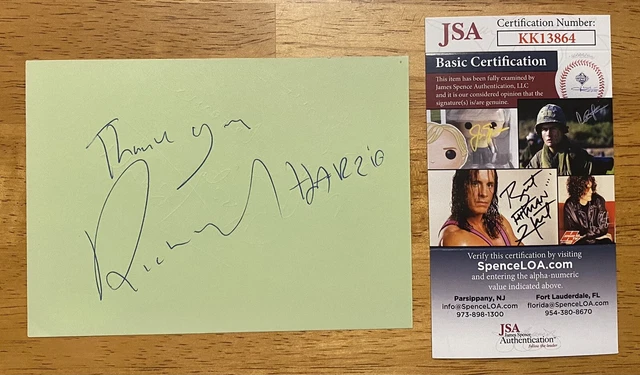 Thank you
Richard HARRIS
JSA
Certification Number:
KK13864
Basic Certification
This item has been fully examined by
James Spence Authentication, LLC
and it is our considered opinion that the
signature(s) is/are genuine.
Bret
"HITMAN"
Hart
Verify this certification by visiting
SpenceLOA.com
and entering the alpha-numeric
value indicated above.
Parsippany, NJ
info@SpenceLOA.com
973-898-1300
Fort Lauderdale, FL
florida@SpenceLOA.com
954-380-8670
JSA
James Spence
Authentication